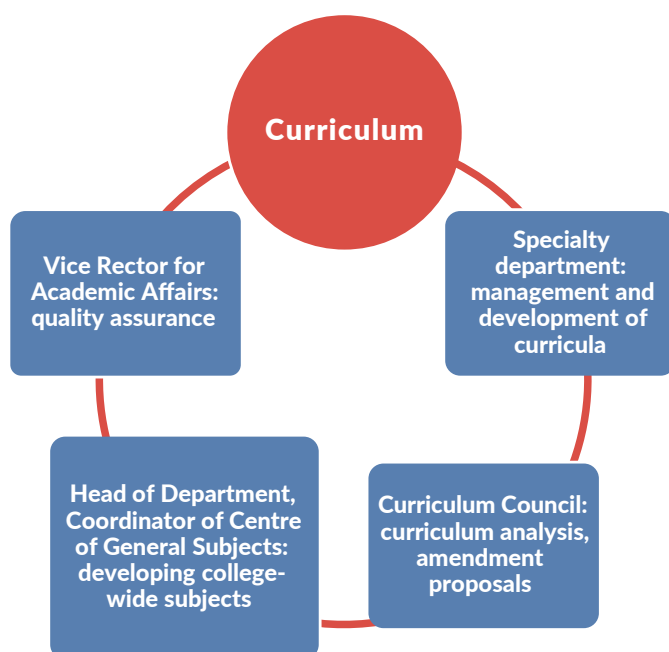 Curriculum
Vice Rector for
Academic Affairs:
quality assurance
Specialty
department:
management and
development of
curricula
Head of Department,
Coordinator of Centre
of General Subjects:
developing college-
wide subjects
Curriculum Council:
curriculum analysis,
amendment
proposals